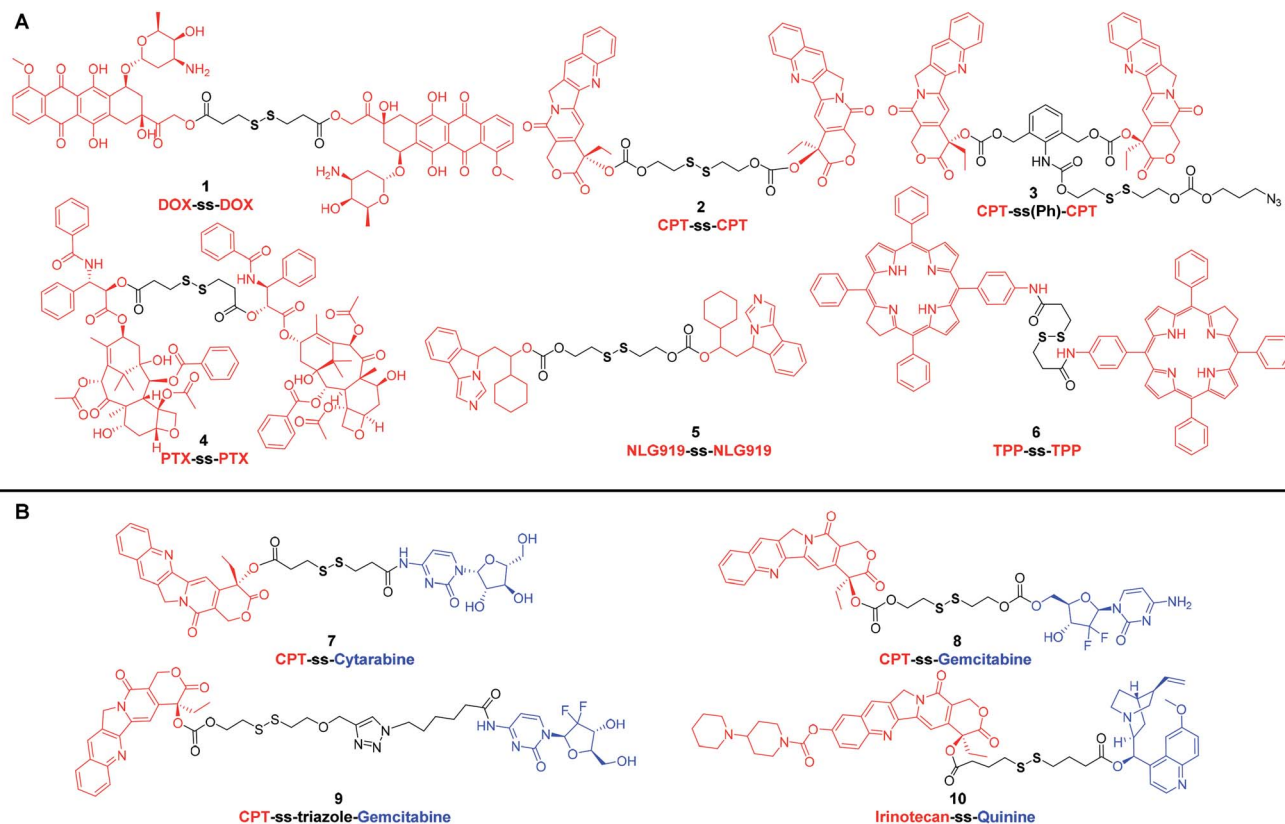 A
1
DOX-ss-DOX
2
CPT-ss-CPT
3
CPT-ss(Ph)-CPT
4
PTX-ss-PTX
5
NLG919-ss-NLG919
6
TPP-ss-TPP
B
7
CPT-ss-Cytarabine
8
CPT-ss-Gemcitabine
9
CPT-ss-triazole-Gemcitabine
10
Irinotecan-ss-Quinine